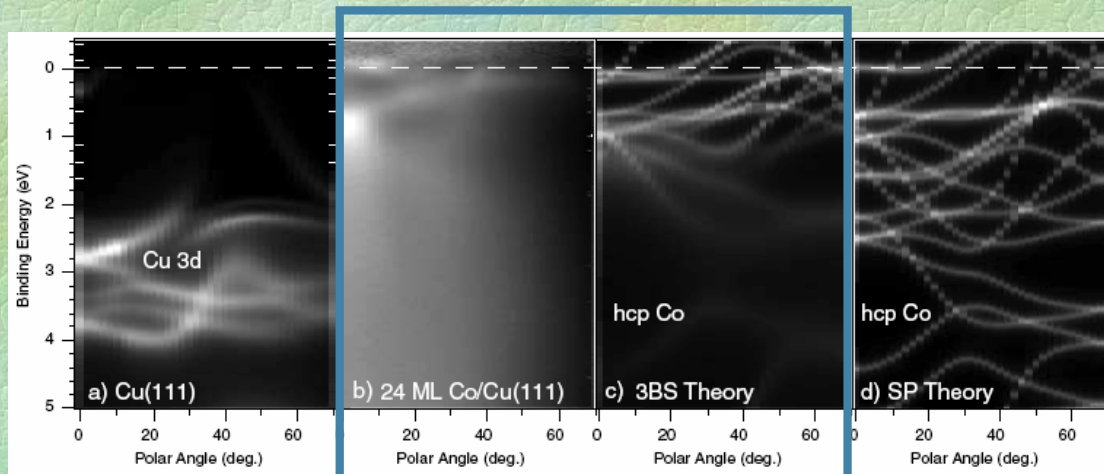 Binding Energy (eV)
0
1
2
3
4
5
Cu 3d
a) Cu(111)
0 20 40 60
Polar Angle (deg.)
b) 24 ML Co/Cu(111)
0 20 40 60
Polar Angle (deg.)
hcp Co
c) 3BS Theory
0 20 40 60
Polar Angle (deg.)
hcp Co
d) SP Theory
0 20 40 60
Polar Angle (deg.)